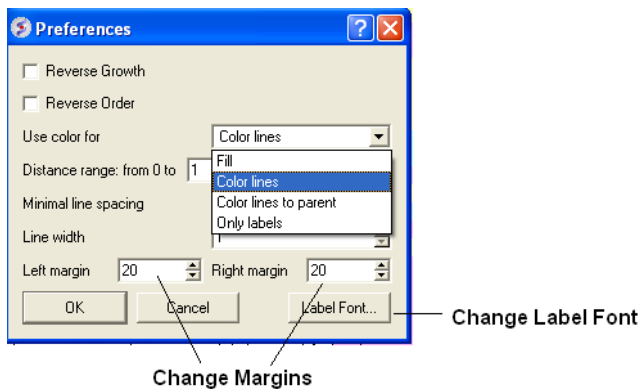 Preferences
Reverse Growth
Reverse Order
Use color for Color lines
Distance range: from 0 to 1
Fill
Color lines
Color lines to parent
Only labels
Minimal line spacing
Line width
Left margin 20 Right margin 20
OK Cancel Label Font...
Change Label Font
Change Margins